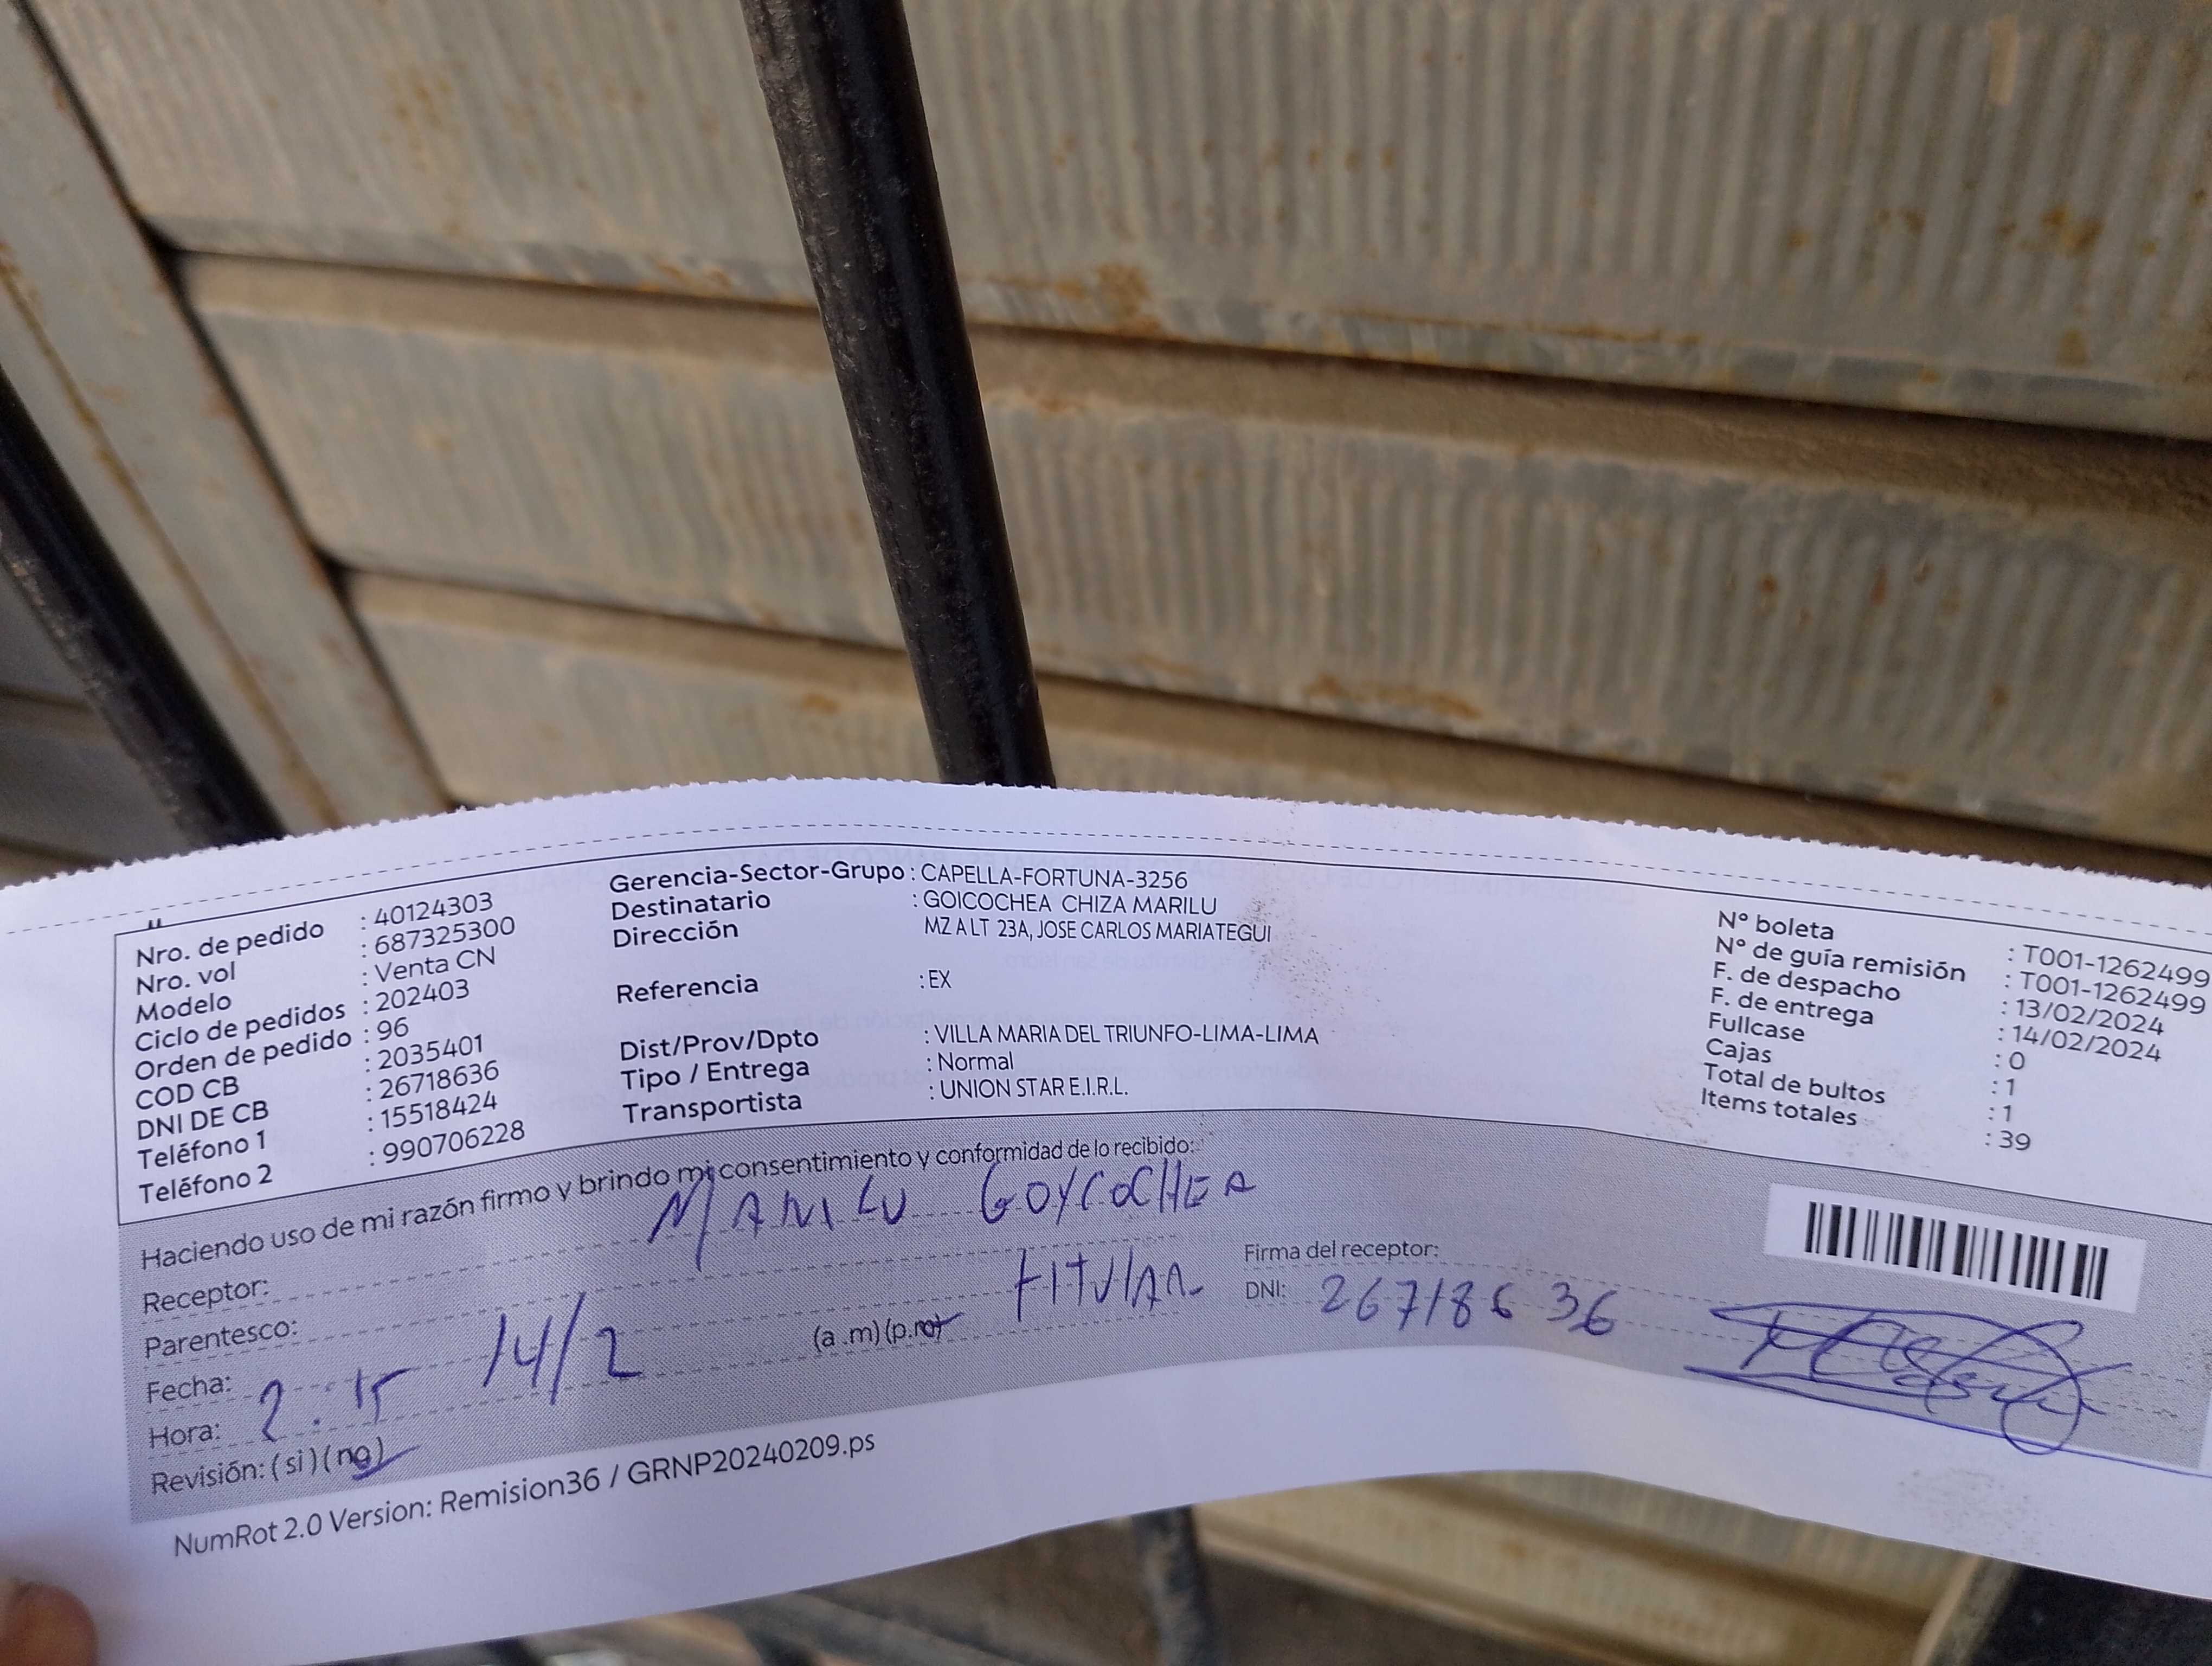 Nro. de pedido : 40124303
Nro. vol : 687325300
Modelo : Venta CN
Ciclo de pedidos : 202403
Orden de pedido : 96
COD CB : 2035401
DNI DE CB : 26718636
Teléfono 1 : 15518424
Teléfono 2 : 990706228
Gerencia-Sector-Grupo : CAPELLA-FORTUNA-3256
Destinatario : GOICOCHEA CHIZA MARILU
Dirección MZ A LT 23A, JOSE CARLOS MARIATEGUI
Referencia : EX
Dist/Prov/Dpto : VILLA MARIA DEL TRIUNFO-LIMA-LIMA
Tipo / Entrega : Normal
Transportista : UNION STAR E.I.R.L.
N° boleta : T001-1262499
N° de guía remisión : T001-1262499
F. de despacho : 13/02/2024
F. de entrega : 14/02/2024
Fullcase : 0
Cajas : 1
Total de bultos : 1
Items totales : 39
Haciendo uso de mi razón firmo y brindo mi consentimiento y conformidad de lo recibido:
Receptor: MARILU GOYCOCHEA
Parentesco: TITULAR
Fecha: 14/2
Hora: 2:15 (a.m)(p.m)
Revisión: (si)(no)
Firma del receptor:
DNI: 26718636
NumRot 2.0 Version: Remision36 / GRNP20240209.ps